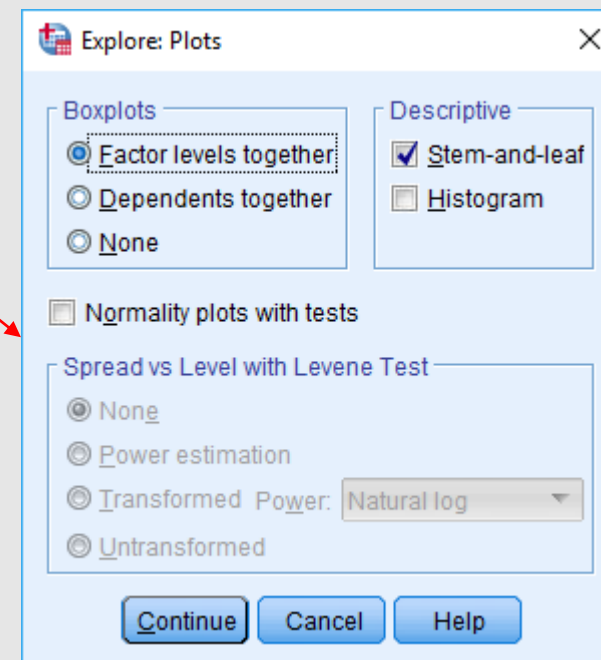 Explore: Plots
Boxplots
Factor levels together
Dependents together
None
Descriptive
Stem-and-leaf
Histogram
Normality plots with tests
Spread vs Level with Levene Test
None
Power estimation
Transformed Power: Natural log
Untransformed
Continue Cancel Help